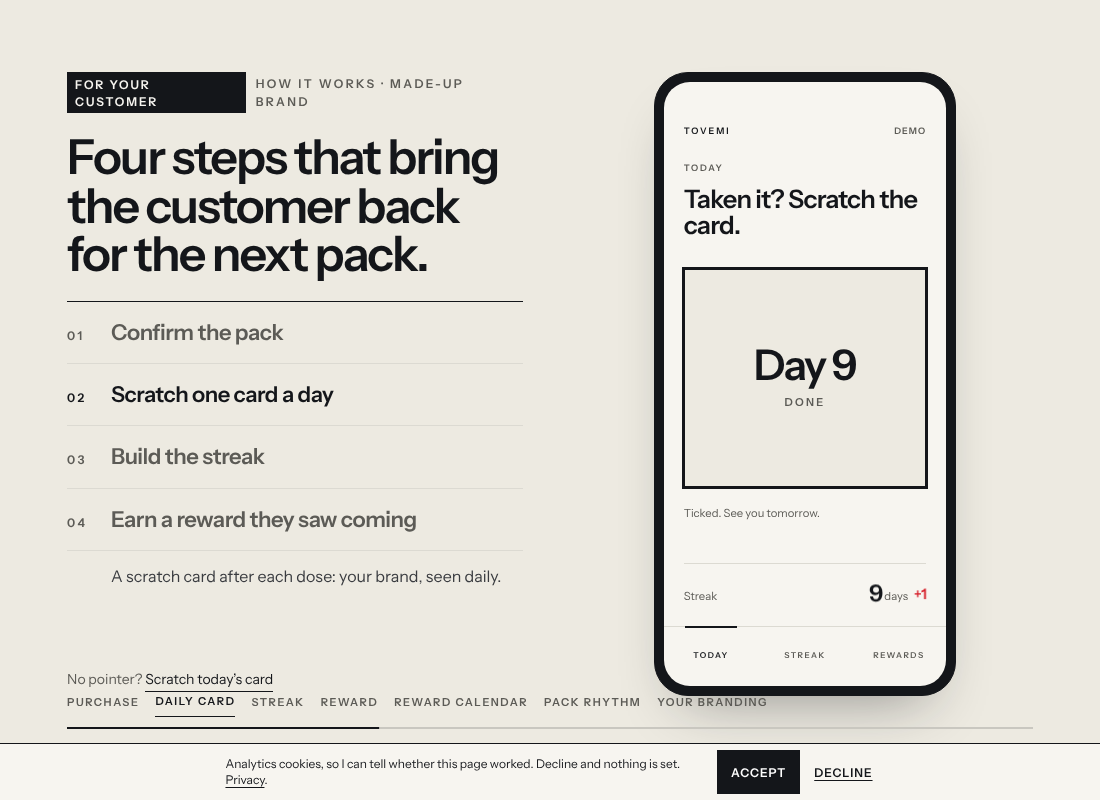 FOR YOUR
CUSTOMER
HOW IT WORKS · MADE-UP
BRAND
Four steps that bring
the customer back
for the next pack.
01 Confirm the pack
02 Scratch one card a day
03 Build the streak
04 Earn a reward they saw coming
A scratch card after each dose: your brand, seen daily.
No pointer? Scratch today’s card
TOVEMI DEMO
TODAY
Taken it? Scratch the
card.
Day 9
DONE
Ticked. See you tomorrow.
Streak 9 days +1
TODAY STREAK REWARDS
PURCHASE DAILY CARD STREAK REWARD REWARD CALENDAR PACK RHYTHM YOUR BRANDING
Analytics cookies, so I can tell whether this page worked. Decline and nothing is set.
Privacy.
ACCEPT DECLINE